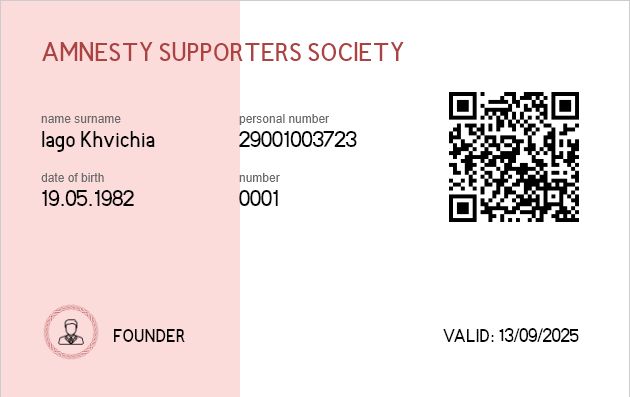 AMNESTY SUPPORTERS SOCIETY
name surname
Iago Khvichia
personal number
29001003723
date of birth
19.05.1982
number
0001
FOUNDER
VALID: 13/09/2025